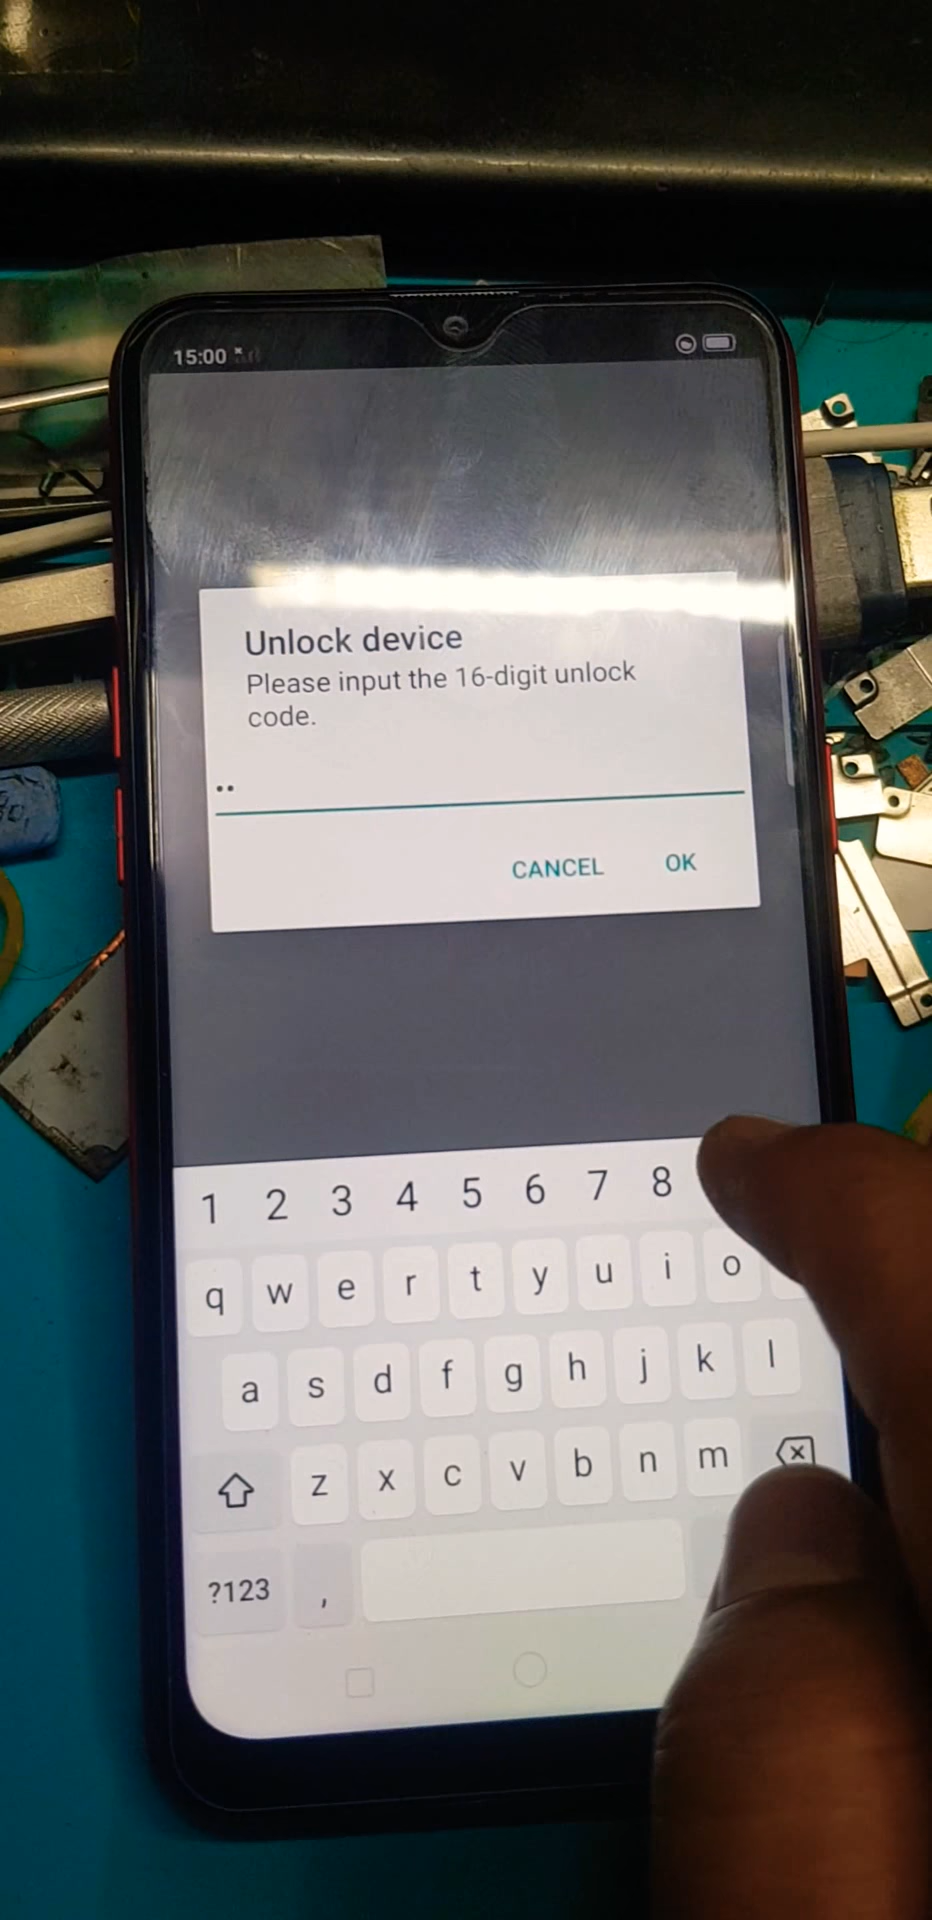 15:00
Unlock device
Please input the 16-digit unlock
code.
••
CANCEL OK
1 2 3 4 5 6 7 8
q w e r t y u i o
a s d f g h j k l
z x c v b n m
?123 ,